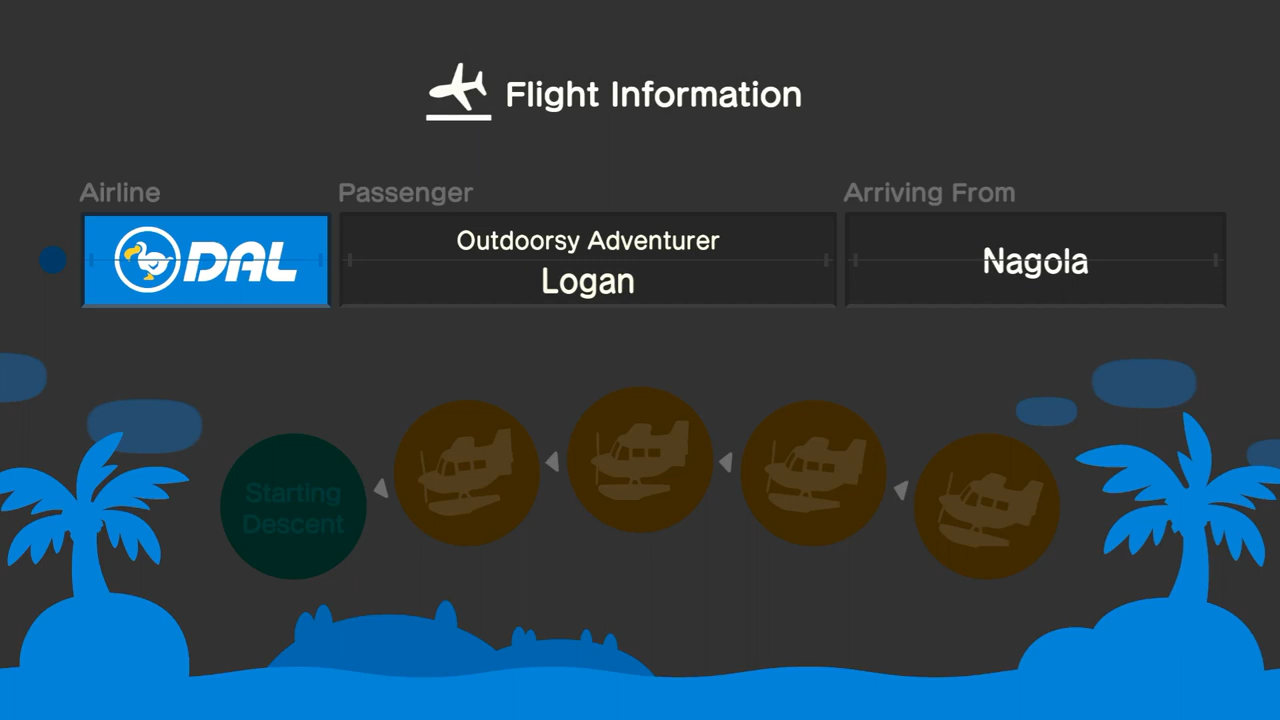 Flight Information
Airline
Passenger
Arriving From
DAL
Outdoorsy Adventurer
Logan
Nagola
Starting
Descent